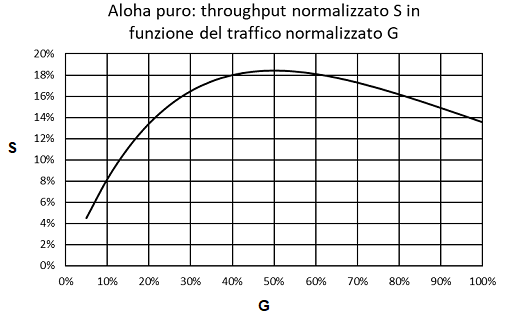 Aloha puro: throughput normalizzato S in
funzione del traffico normalizzato G
20%
18%
16%
14%
12%
10%
8%
6%
4%
2%
0%
S
0% 10% 20% 30% 40% 50% 60% 70% 80% 90% 100%
G